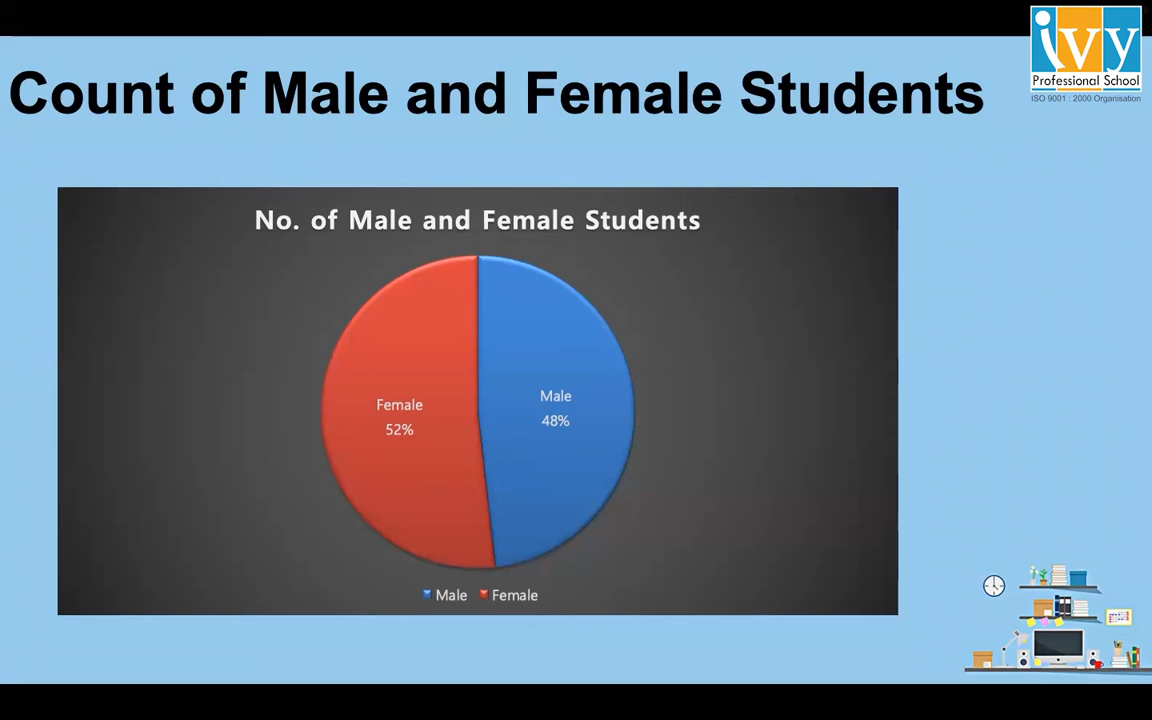 ivy
Professional School
ISO 9001 : 2000 Organisation
Count of Male and Female Students
No. of Male and Female Students
Male
48%
Female
52%
Male Female